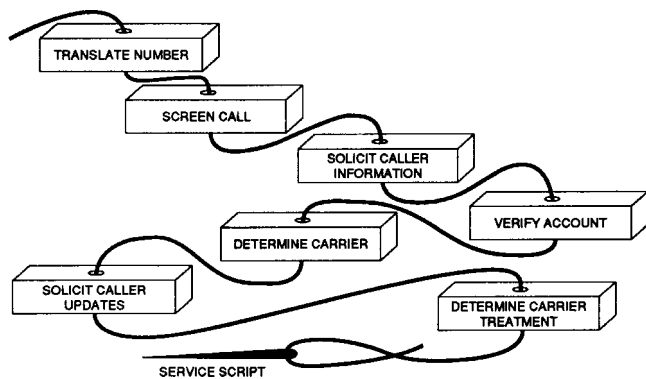 TRANSLATE NUMBER
SCREEN CALL
SOLICIT CALLER
INFORMATION
VERIFY ACCOUNT
DETERMINE CARRIER
SOLICIT CALLER
UPDATES
DETERMINE CARRIER
TREATMENT
SERVICE SCRIPT